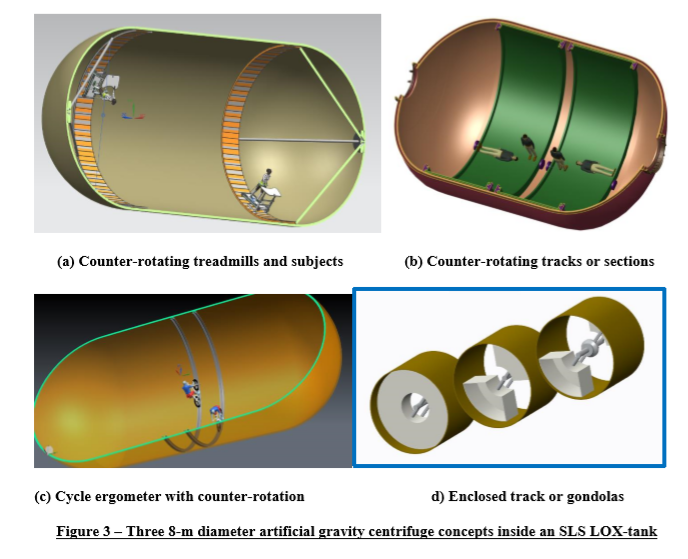 (a) Counter-rotating treadmills and subjects
(b) Counter-rotating tracks or sections
(c) Cycle ergometer with counter-rotation
d) Enclosed track or gondolas
Figure 3 – Three 8-m diameter artificial gravity centrifuge concepts inside an SLS LOX-tank